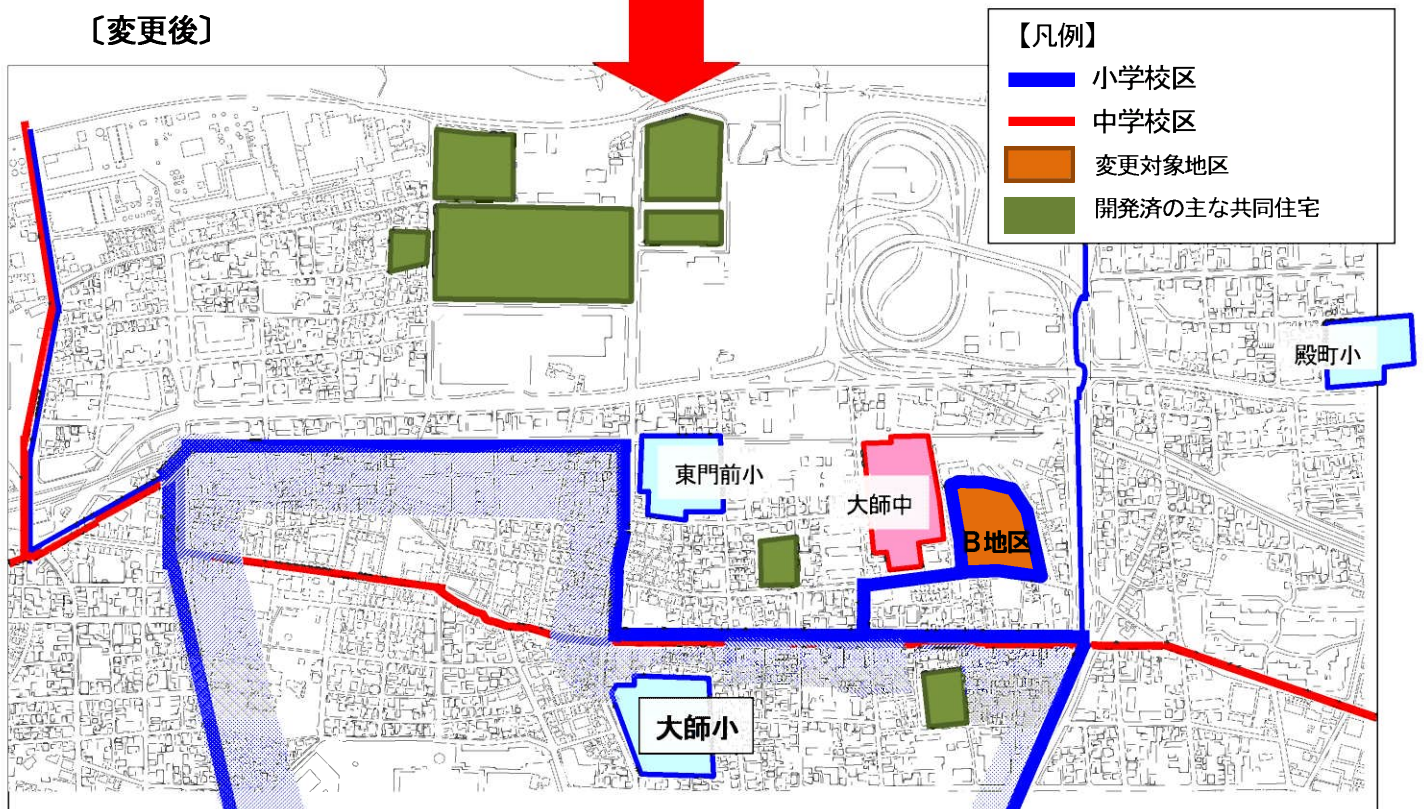 〔変更後〕
【凡例】
小学校区
中学校区
変更対象地区
開発済の主な共同住宅
殿町小
東門前小
大師中
B地区
大師小